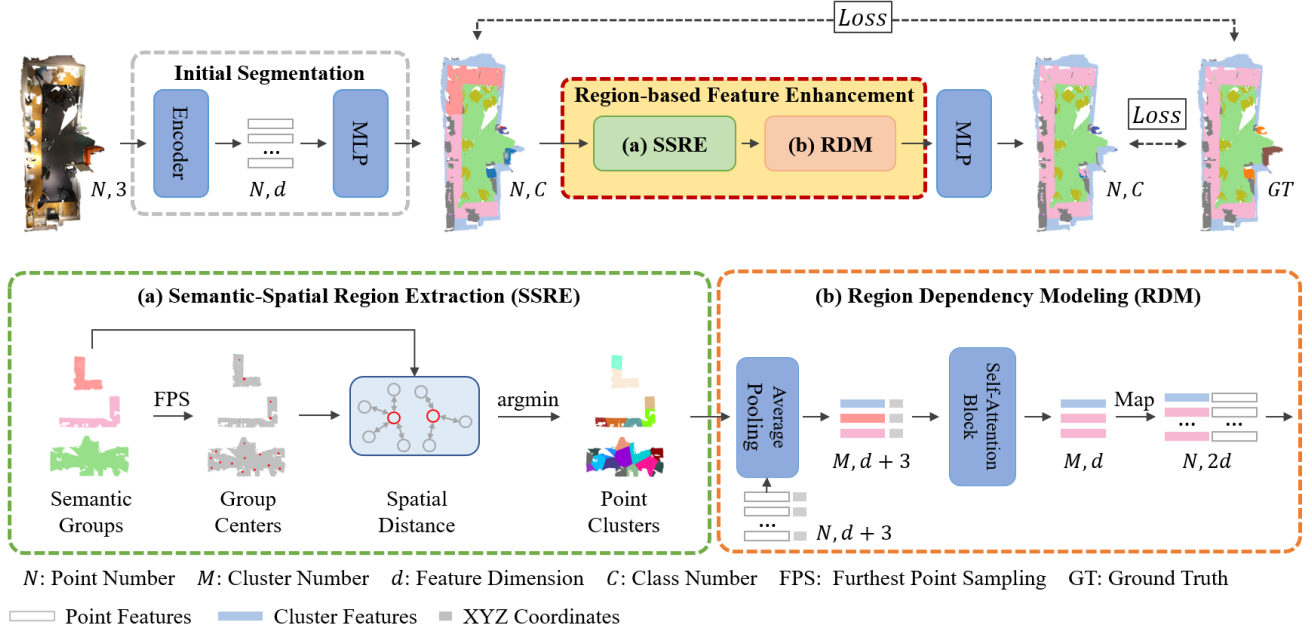 Loss
Initial Segmentation
Encoder
MLP
...
N, 3
N, d
N, C
Region-based Feature Enhancement
(a) SSRE
(b) RDM
MLP
Loss
N, C
GT
(a) Semantic-Spatial Region Extraction (SSRE)
FPS
argmin
Semantic
Groups
Group
Centers
Spatial
Distance
Point
Clusters
(b) Region Dependency Modeling (RDM)
Average
Pooling
...
N, d + 3
M, d + 3
Self-Attention
Block
M, d
Map
... ...
N, 2d
N: Point Number M: Cluster Number d: Feature Dimension C: Class Number FPS: Furthest Point Sampling GT: Ground Truth
Point Features Cluster Features XYZ Coordinates